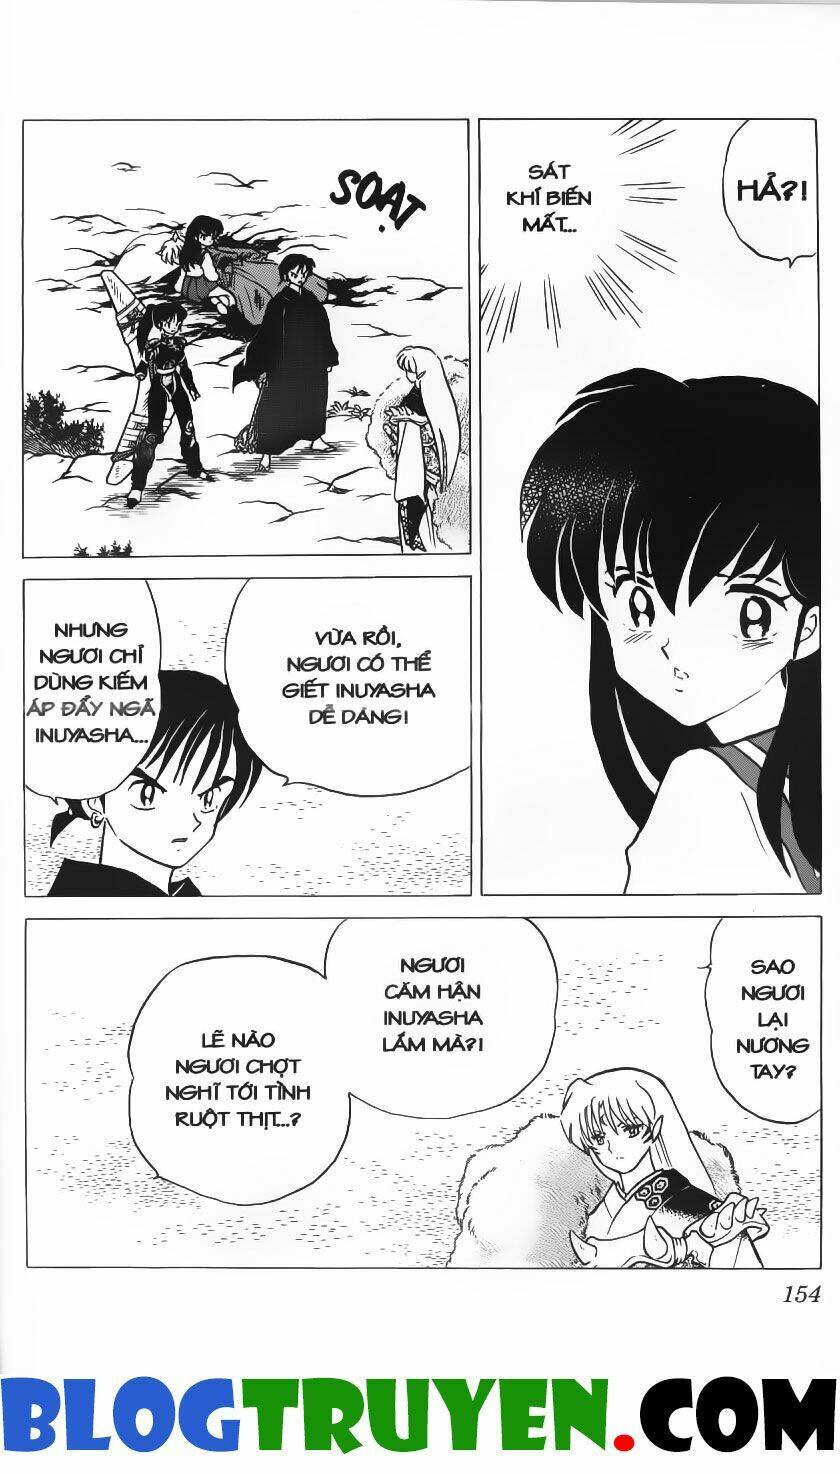 HẢ?!
SÁT
KHÍ BIẾN
MẤT...
SOẠT
VỪA RỒI,
NGƯƠI CÓ THỂ
GIẾT INUYASHA
DỄ DÀNG!
NHƯNG
NGƯƠI CHỈ
DÙNG KIẾM
ÁP ĐẨY NGÃ
INUYASHA...
SAO
NGƯƠI
LẠI
NƯƠNG
TAY?
NGƯƠI
CĂM HẬN
INUYASHA
LẮM MÀ?!
LẼ NÀO
NGƯƠI CHỢT
NGHĨ TỚI TÌNH
RUỘT THỊT...?
154
BLOGTRUYEN.COM